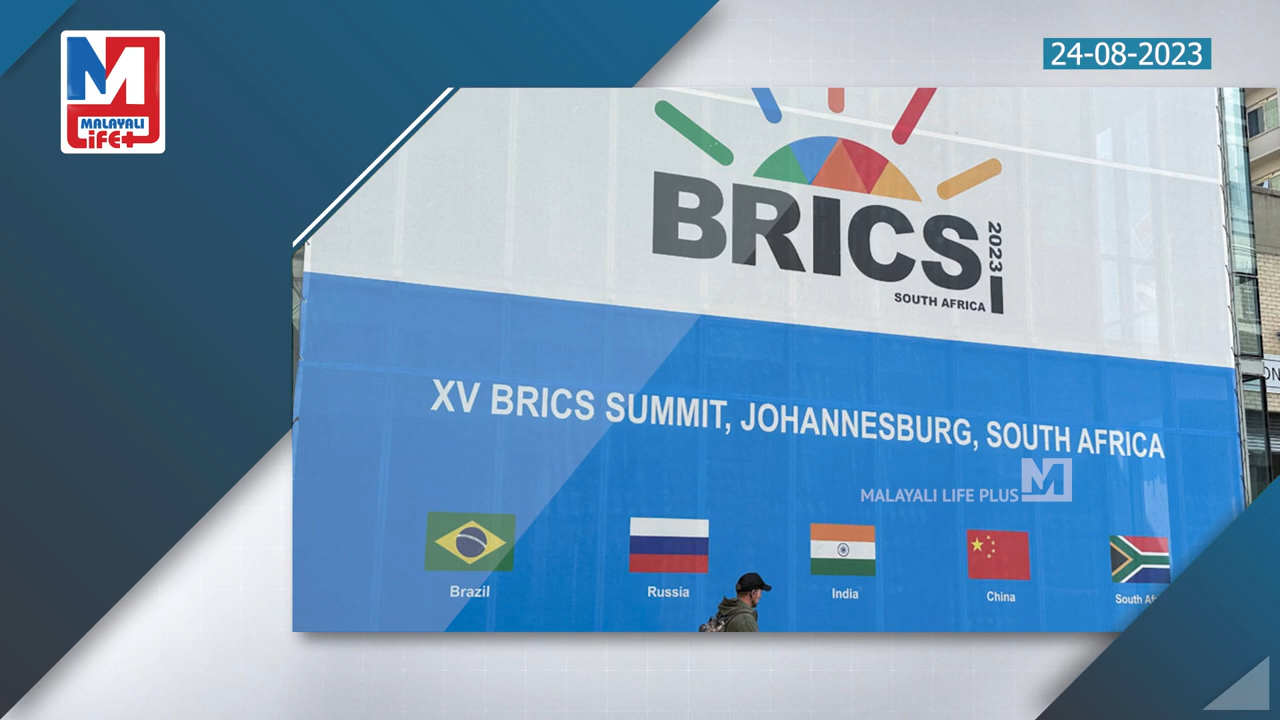 M
MALAYALI
LiFE+
24-08-2023
BRICS
2023
SOUTH AFRICA
XV BRICS SUMMIT, JOHANNESBURG, SOUTH AFRICA
MALAYALI LIFE PLUS M
Brazil
Russia
India
China
South